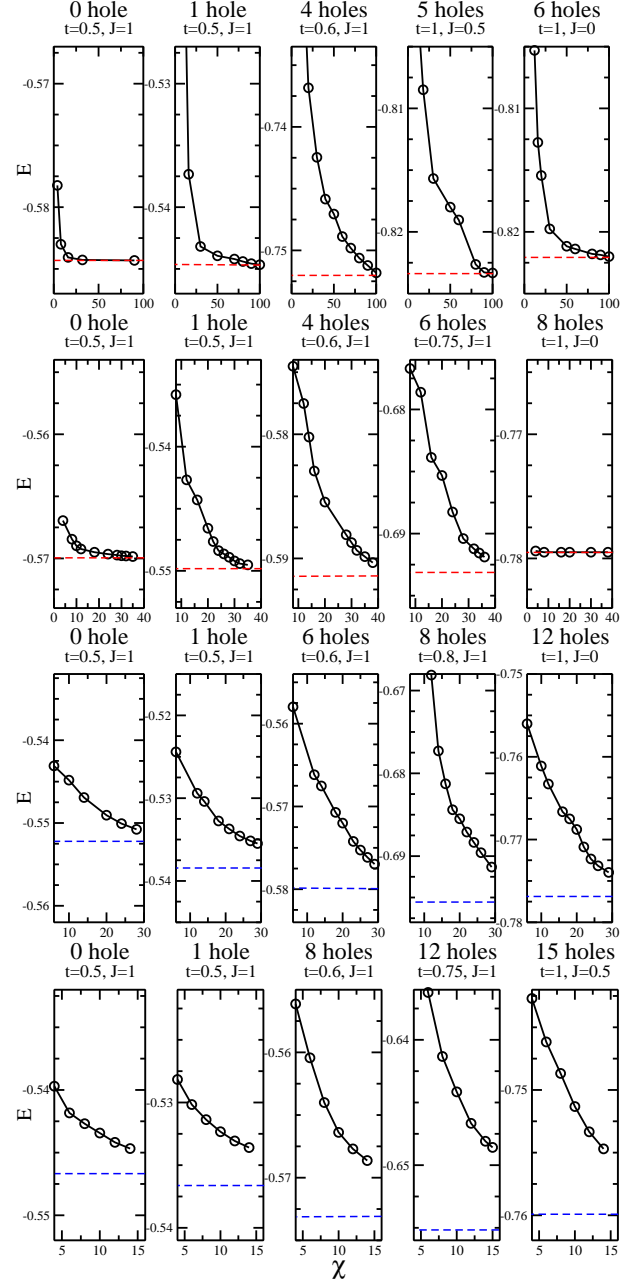 0 hole 1 hole 4 holes 5 holes 6 holes
t=0.5, J=1 t=0.5, J=1 t=0.6, J=1 t=1, J=0.5 t=1, J=0
-0.57 -0.53 -0.74 -0.81 -0.81
E
-0.58 -0.54 -0.75 -0.82 -0.82
0 50 100 0 50 100 0 50 100 0 50 100 0 50 100
0 hole 1 hole 4 holes 6 holes 8 holes
t=0.5, J=1 t=0.5, J=1 t=0.6, J=1 t=0.75, J=1 t=1, J=0
-0.56 -0.54 -0.58 -0.68 -0.77
E
-0.57 -0.55 -0.59 -0.69 -0.78
0 10 20 30 40 10 20 30 40 10 20 30 40 10 20 30 40 0 10 20 30 40
0 hole 1 hole 6 holes 8 holes 12 holes
t=0.5, J=1 t=0.5, J=1 t=0.6, J=1 t=0.8, J=1 t=1, J=0
-0.54 -0.52 -0.56 -0.67 -0.75
-0.55 -0.53 -0.57 -0.68 -0.76
E
-0.56 -0.54 -0.58 -0.69 -0.77
-0.78
10 20 30 10 20 30 10 20 30 10 20 30 10 20 30
0 hole 1 hole 8 holes 12 holes 15 holes
t=0.5, J=1 t=0.5, J=1 t=0.6, J=1 t=0.75, J=1 t=1, J=0.5
-0.54 -0.53 -0.56 -0.64 -0.75
E
-0.55 -0.54 -0.57 -0.65 -0.76
5 10 15 5 10 15 5 10 15 5 10 15 5 10 15
χ